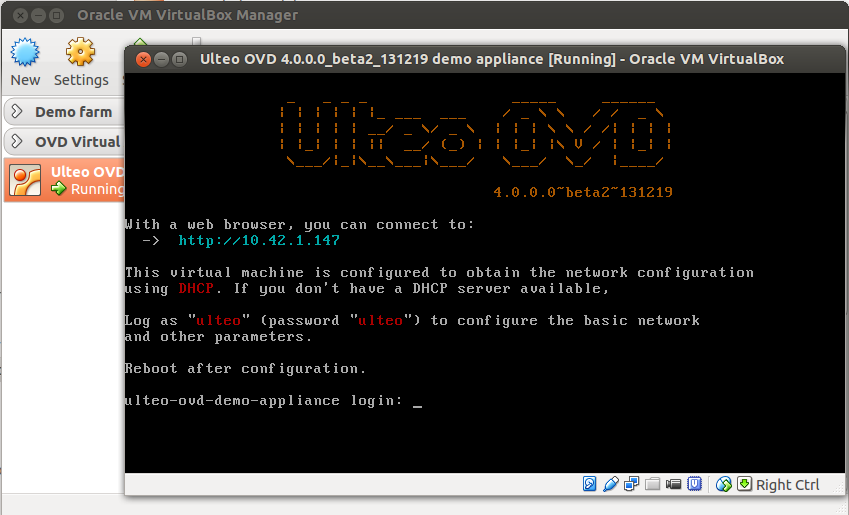 Oracle VM VirtualBox Manager
New
Settings
Demo farm
OVD Virtual
Ulteo OVD
Running
Ulteo OVD 4.0.0.0_beta2_131219 demo appliance [Running] - Oracle VM VirtualBox
Ulteo OVD
4.0.0.0~beta2~131219
With a web browser, you can connect to:
-> http://10.42.1.147
This virtual machine is configured to obtain the network configuration
using DHCP. If you don't have a DHCP server available,
Log as "ulteo" (password "ulteo") to configure the basic network
and other parameters.
Reboot after configuration.
ulteo-ovd-demo-appliance login: _
Right Ctrl